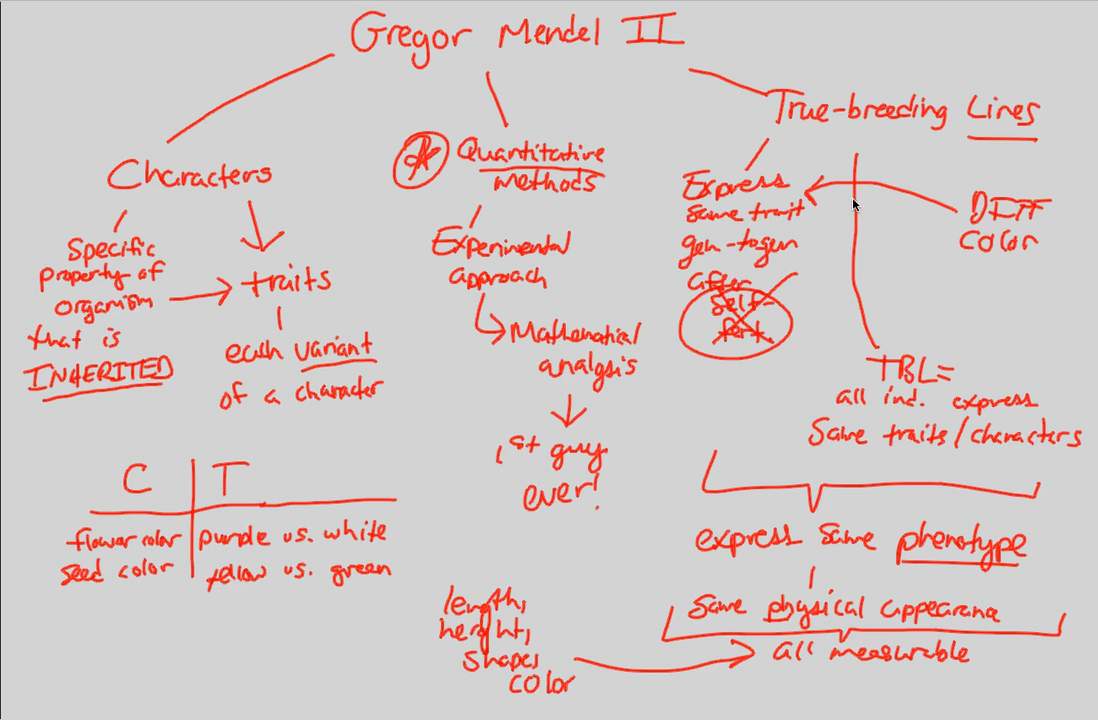 Gregor Mendel II
Characters
Specific
property of
organism
that is
INHERITED
traits
each variant
of a character
C T
flower color purple vs. white
seed color yellow vs. green
Quantitative
methods
Experimental
approach
Mathematical
analysis
1st guy
ever!
True-breeding Lines
Express
same trait
gen-to gen
after
self-
fert.
DIFF
color
TBL=
all ind. express
Same traits/characters
express same phenotype
Same physical appearance
all measurable
length,
height,
shapes,
color